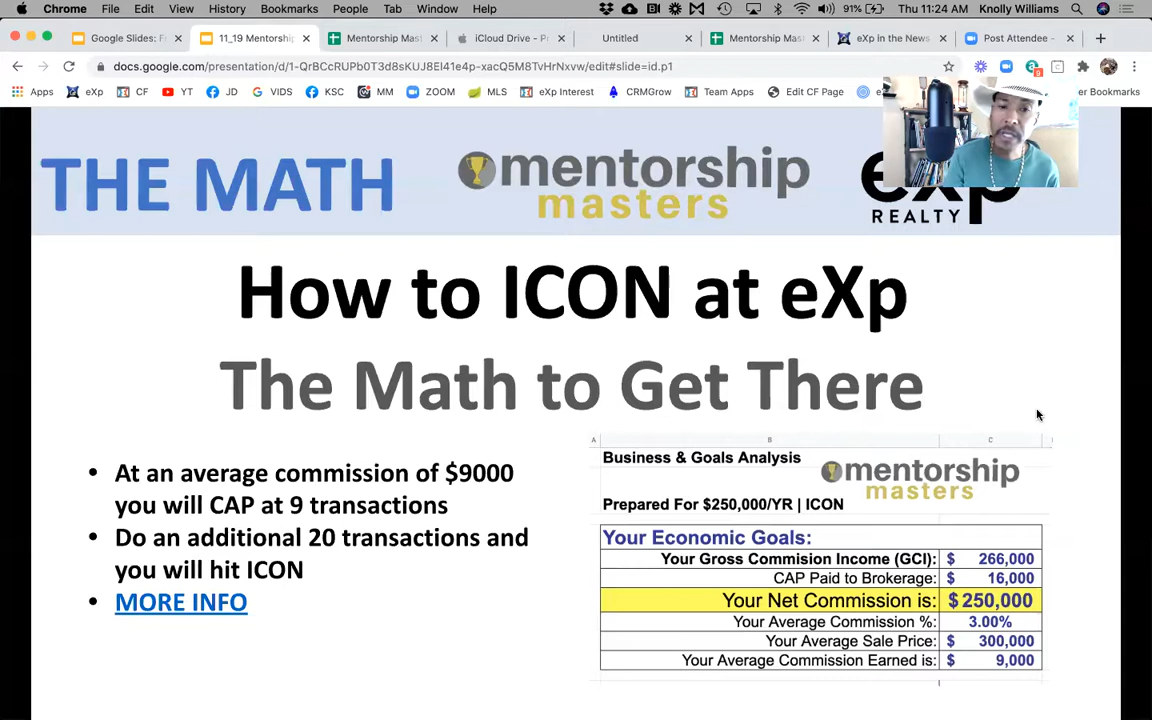 Chrome File Edit View History Bookmarks People Tab Window Help 91% Thu 11:24 AM Knolly Williams
Google Slides: F 11_19 Mentorship Mentorship Mas iCloud Drive - Untitled Mentorship Mas eXp in the News Post Attendee -
docs.google.com/presentation/d/1-QrBCcRUPb0T3d8sKUJ8El41e4p-xacQ5M8TvHrNxvw/edit#slide=id.p1
Apps eXp CF YT JD VIDS KSC MM ZOOM MLS eXp Interest CRMGrow Team Apps Edit CF Page er Bookmarks
THE MATH
mentorship
masters
exp
REALTY
How to ICON at eXp
The Math to Get There
• At an average commission of $9000
you will CAP at 9 transactions
• Do an additional 20 transactions and
you will hit ICON
• MORE INFO
A B C
Business & Goals Analysis
mentorship
masters
Prepared For $250,000/YR | ICON
Your Economic Goals:
Your Gross Commision Income (GCI): $ 266,000
CAP Paid to Brokerage: $ 16,000
Your Net Commission is: $ 250,000
Your Average Commission %: 3.00%
Your Average Sale Price: $ 300,000
Your Average Commission Earned is: $ 9,000